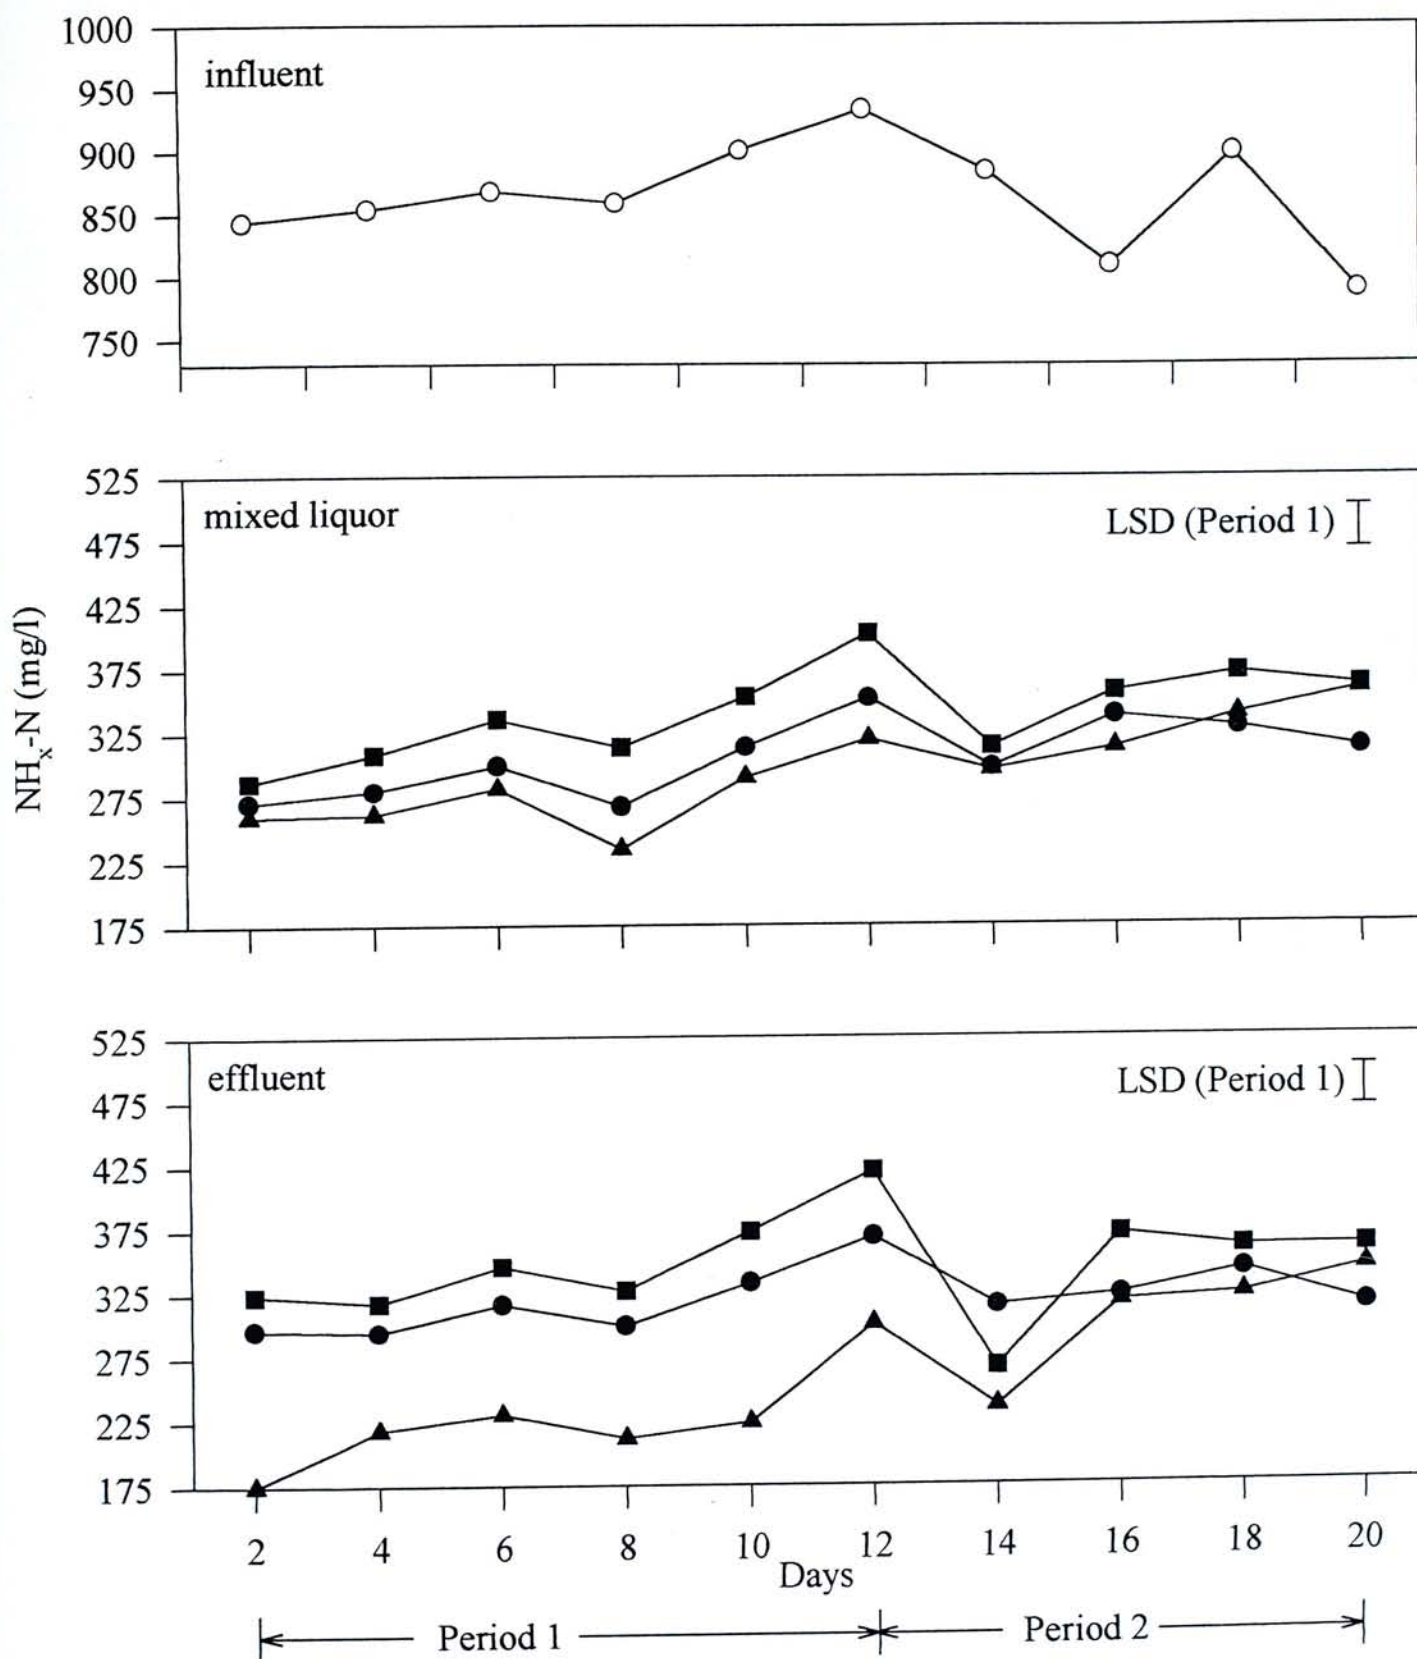 1000
influent
950
900
850
800
750
NHₓ-N (mg/l)
525
mixed liquor
LSD (Period 1)
475
425
375
325
275
225
175
525
effluent
LSD (Period 1)
475
425
375
325
275
225
175
2 4 6 8 10 12 14 16 18 20
Days
Period 1 Period 2